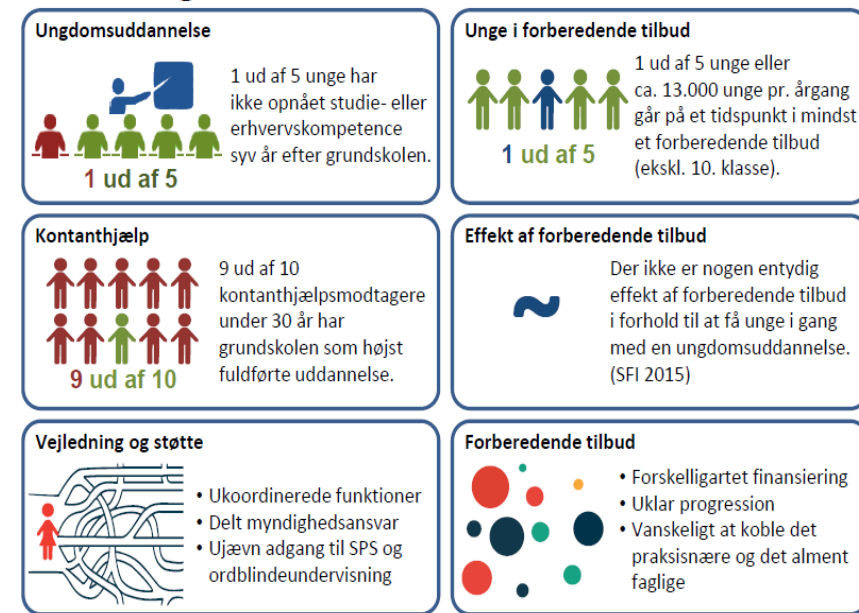 Ungdomsuddannelse
1 ud af 5 unge har
ikke opnået studie- eller
erhvervskompetence
syv år efter grundskolen.
1 ud af 5
Unge i forberedende tilbud
1 ud af 5 unge eller
ca. 13.000 unge pr. årgang
går på et tidspunkt i mindst
et forberedende tilbud
(ekskl. 10. klasse).
1 ud af 5
Kontanthjælp
9 ud af 10
kontanthjælpsmodtagere
under 30 år har
grundskolen som højst
fuldførte uddannelse.
9 ud af 10
Effekt af forberedende tilbud
~
Der ikke er nogen entydig
effekt af forberedende tilbud
i forhold til at få unge i gang
med en ungdomsuddannelse.
(SFI 2015)
Vejledning og støtte
• Ukoordinerede funktioner
• Delt myndighedsansvar
• Ujævn adgang til SPS og
ordblindeundervisning
Forberedende tilbud
• Forskelligartet finansiering
• Uklar progression
• Vanskeligt at koble det
praksisnære og det alment
faglige